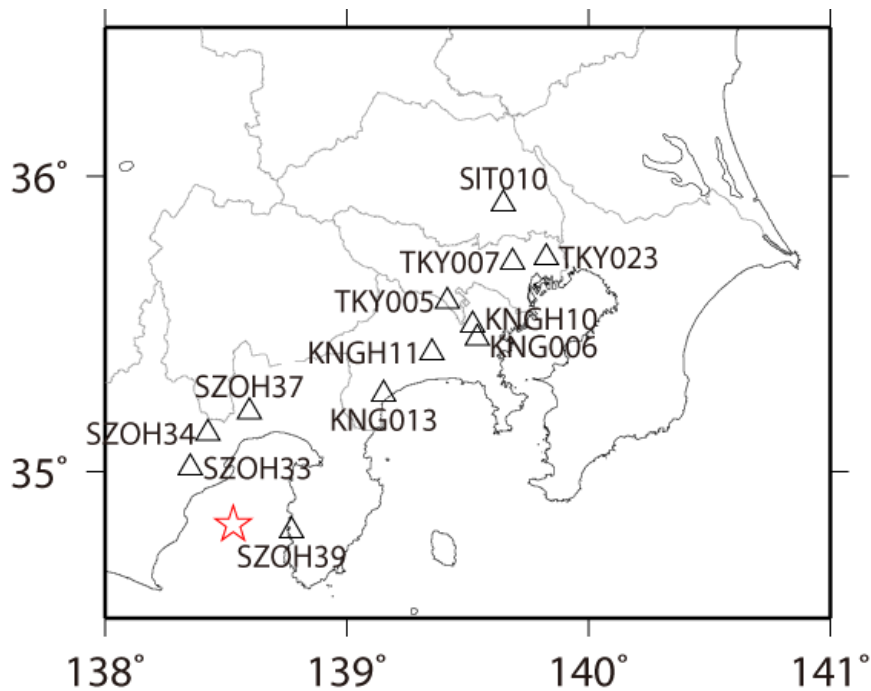 36°
SIT010
TKY007
TKY023
TKY005
KNGH10
KNG006
KNGH11
SZOH37
KNG013
SZOH34
35°
SZOH33
SZOH39
138°
139°
140°
141°